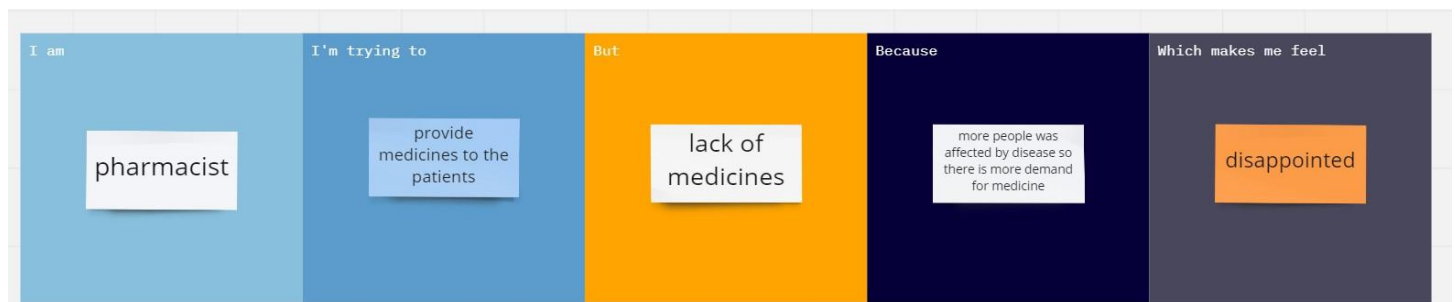 I am
pharmacist
I'm trying to
provide
medicines to the
patients
But
lack of
medicines
Because
more people was
affected by disease so
there is more demand
for medicine
Which makes me feel
disappointed